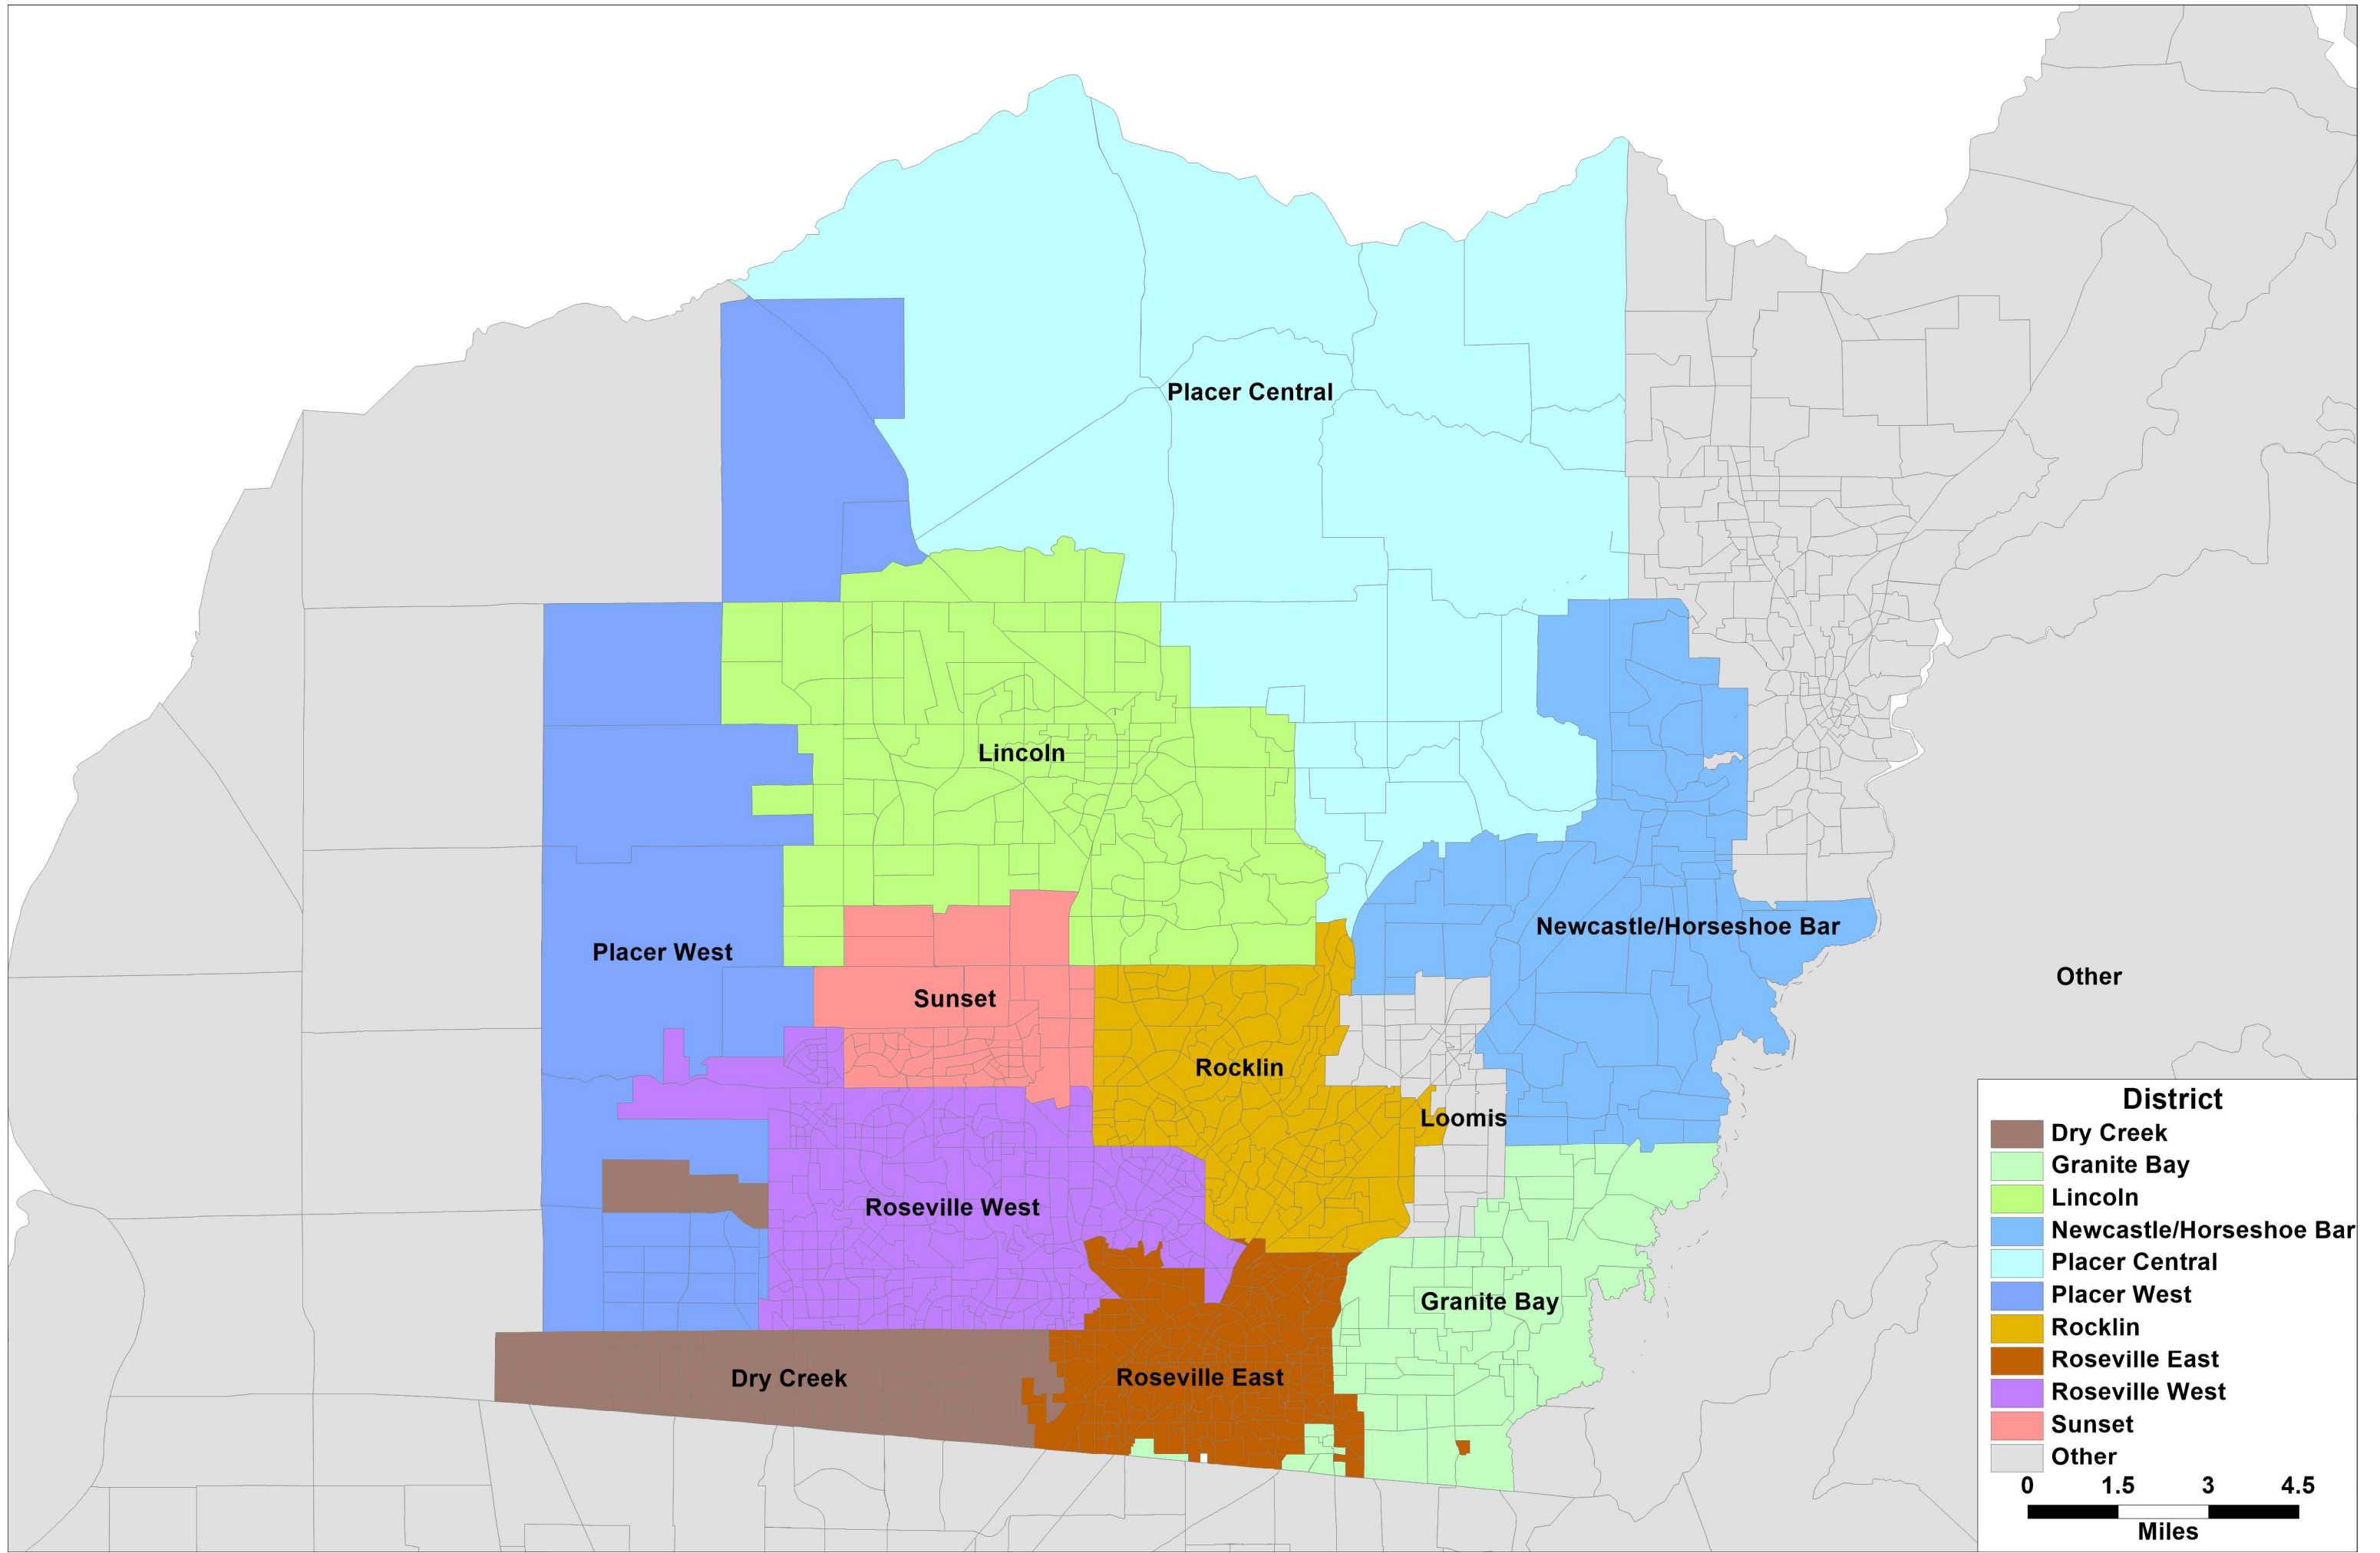 Placer Central
Lincoln
Newcastle/Horseshoe Bar
Placer West
Other
Sunset
Rocklin
Loomis
Roseville West
Granite Bay
Dry Creek
Roseville East
District
Dry Creek
Granite Bay
Lincoln
Newcastle/Horseshoe Bar
Placer Central
Placer West
Rocklin
Roseville East
Roseville West
Sunset
Other
0 1.5 3 4.5
Miles